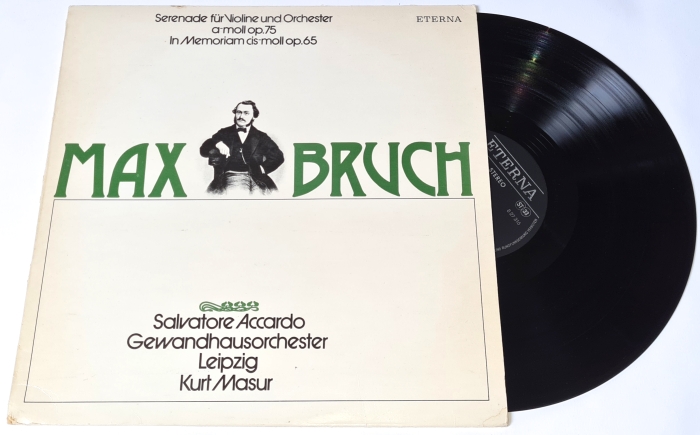 Serenade für Violine und Orchester
a-moll op.75
In Memoriam cis-moll op.65
ETERNA
MAX BRUCH
Salvatore Accardo
Gewandhausorchester
Leipzig
Kurt Masur
ETERNA
STEREO